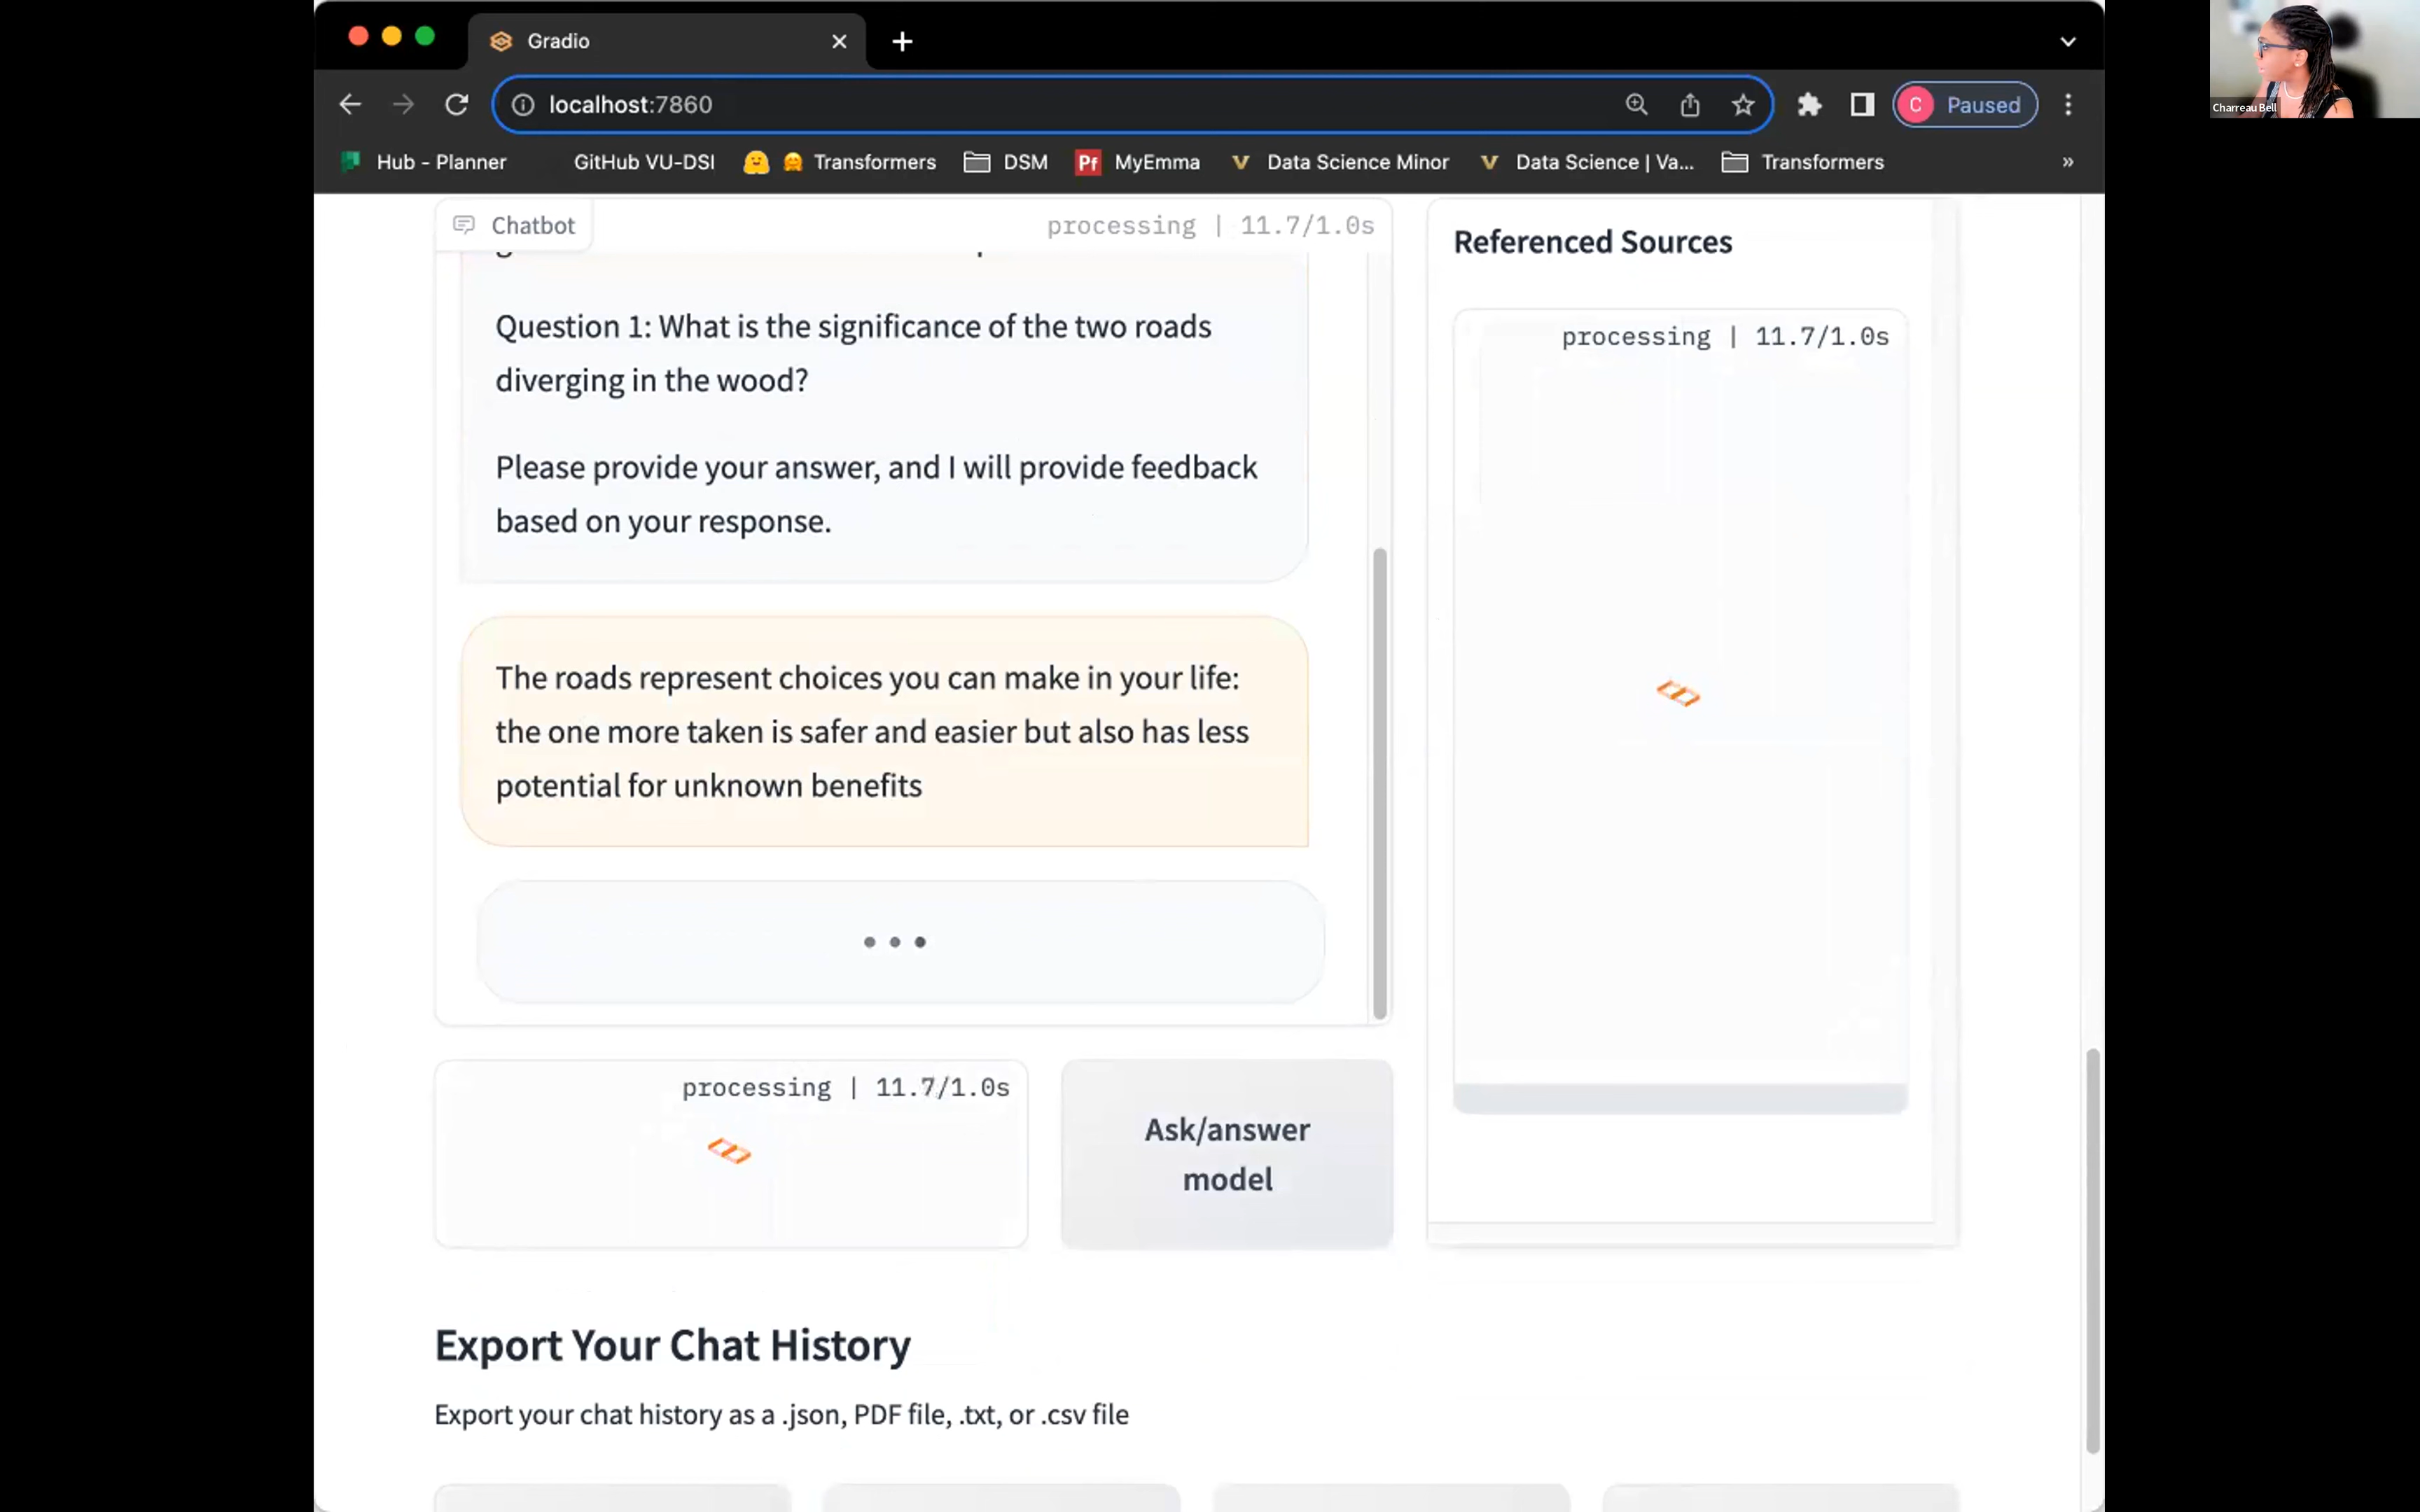 Gradio
localhost:7860
C Paused
Hub - Planner
GitHub VU-DSI
Transformers
DSM
Pf MyEmma
Data Science Minor
Data Science | Va...
Transformers
»
Charreau Bell
Chatbot
processing | 11.7/1.0s
Question 1: What is the significance of the two roads
diverging in the wood?
Please provide your answer, and I will provide feedback
based on your response.
The roads represent choices you can make in your life:
the one more taken is safer and easier but also has less
potential for unknown benefits
processing | 11.7/1.0s
Ask/answer
model
Referenced Sources
processing | 11.7/1.0s
Export Your Chat History
Export your chat history as a .json, PDF file, .txt, or .csv file